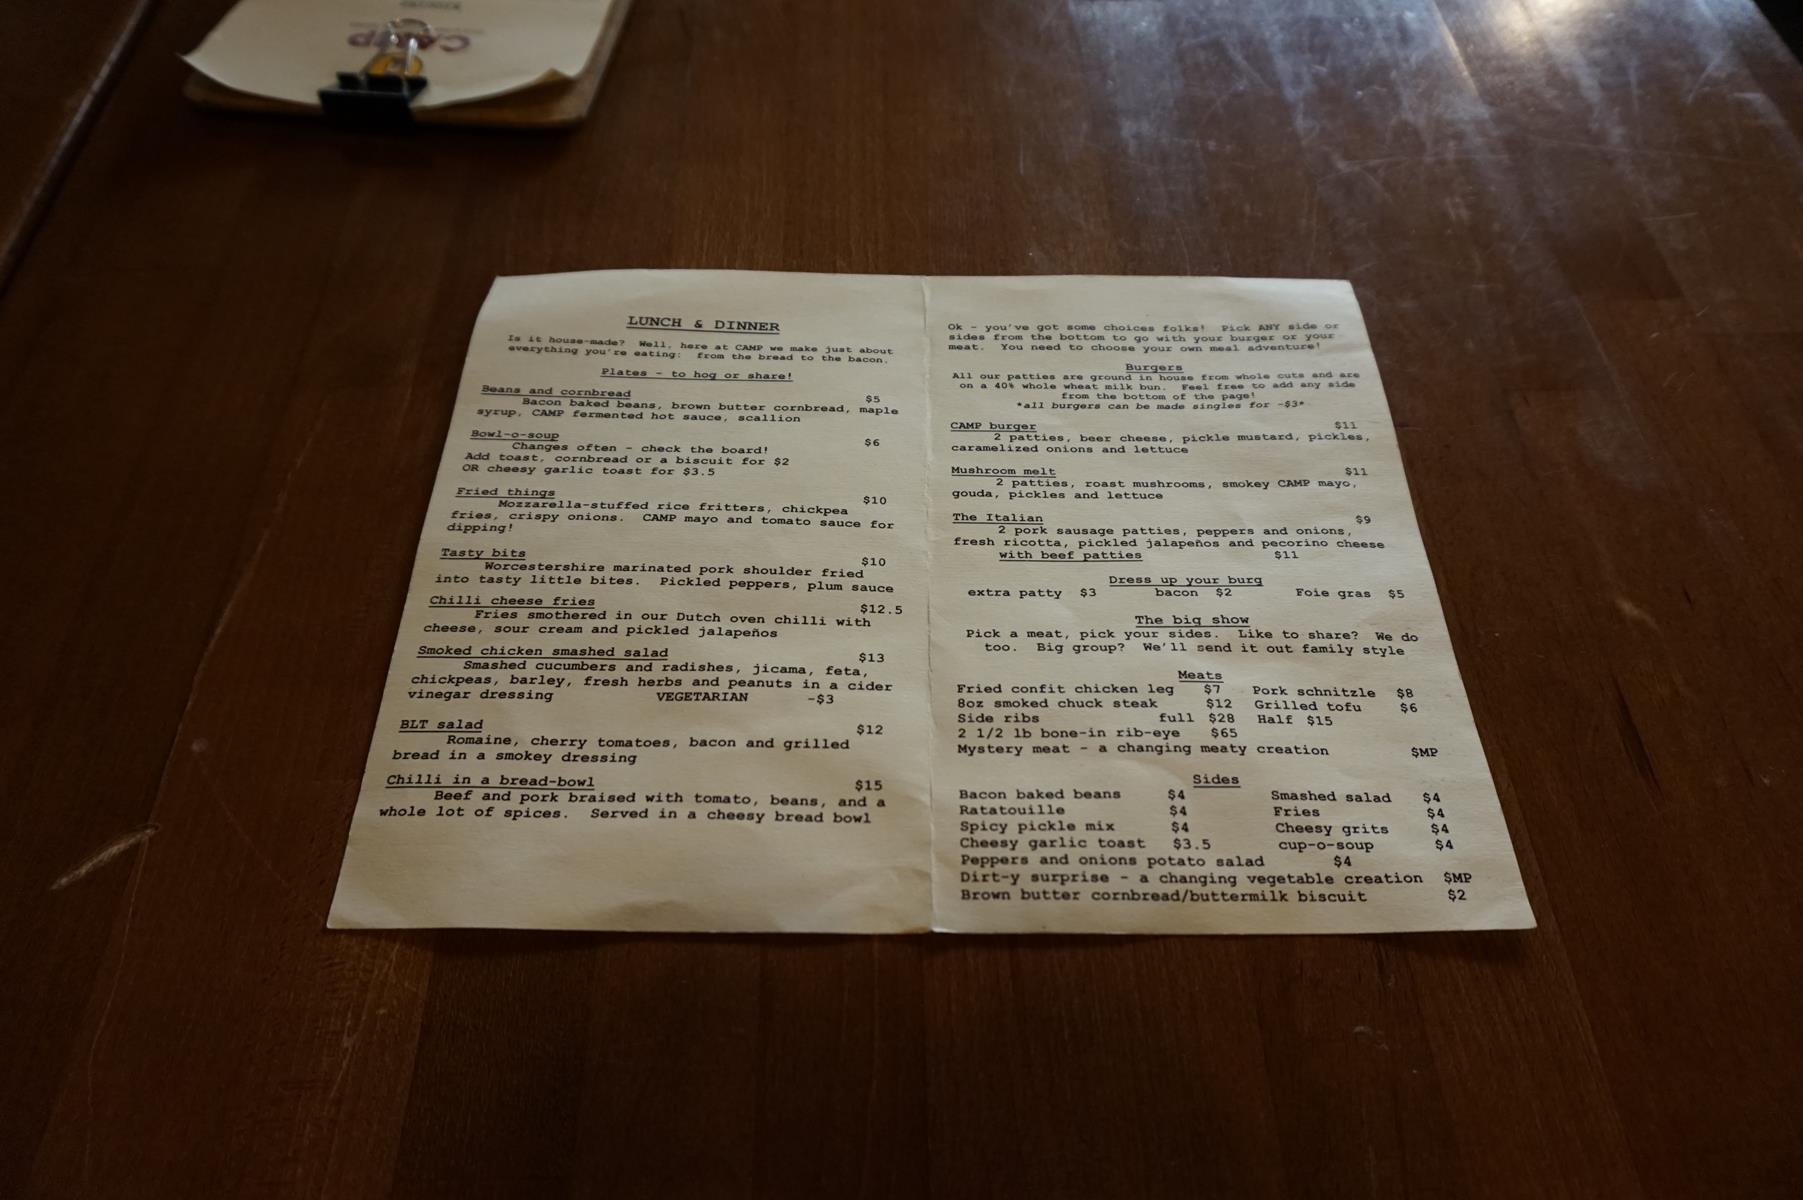 CAMP
LUNCH & DINNER
Is it house-made? Well, here at CAMP we make just about
everything you're eating: from the bread to the bacon.
Plates - to hog or share!
Beans and cornbread $5
Bacon baked beans, brown butter cornbread, maple
syrup, CAMP fermented hot sauce, scallion
Bowl-o-soup $6
Changes often - check the board!
Add toast, cornbread or a biscuit for $2
OR cheesy garlic toast for $3.5
Fried things $10
Mozzarella-stuffed rice fritters, chickpea
fries, crispy onions. CAMP mayo and tomato sauce for
dipping!
Tasty bits $10
Worcestershire marinated pork shoulder fried
into tasty little bites. Pickled peppers, plum sauce
Chilli cheese fries $12.5
Fries smothered in our Dutch oven chilli with
cheese, sour cream and pickled jalapeños
Smoked chicken smashed salad $13
Smashed cucumbers and radishes, jicama, feta,
chickpeas, barley, fresh herbs and peanuts in a cider
vinegar dressing VEGETARIAN -$3
BLT salad $12
Romaine, cherry tomatoes, bacon and grilled
bread in a smokey dressing
Chilli in a bread-bowl $15
Beef and pork braised with tomato, beans, and a
whole lot of spices. Served in a cheesy bread bowl
Ok - you've got some choices folks! Pick ANY side or
sides from the bottom to go with your burger or your
meat. You need to choose your own meal adventure!
Burgers
All our patties are ground in house from whole cuts and are
on a 40% whole wheat milk bun. Feel free to add any side
from the bottom of the page!
*all burgers can be made singles for -$3*
CAMP burger $11
2 patties, beer cheese, pickle mustard, pickles,
caramelized onions and lettuce
Mushroom melt $11
2 patties, roast mushrooms, smokey CAMP mayo,
gouda, pickles and lettuce
The Italian $9
2 pork sausage patties, peppers and onions,
fresh ricotta, pickled jalapeños and pecorino cheese
with beef patties $11
Dress up your burg
extra patty $3 bacon $2 Foie gras $5
The big show
Pick a meat, pick your sides. Like to share? We do
too. Big group? We'll send it out family style
Meats
Fried confit chicken leg $7 Pork schnitzle $8
8oz smoked chuck steak $12 Grilled tofu $6
Side ribs full $28 Half $15
2 1/2 lb bone-in rib-eye $65
Mystery meat - a changing meaty creation $MP
Sides
Bacon baked beans $4 Smashed salad $4
Ratatouille $4 Fries $4
Spicy pickle mix $4 Cheesy grits $4
Cheesy garlic toast $3.5 cup-o-soup $4
Peppers and onions potato salad $4
Dirt-y surprise - a changing vegetable creation $MP
Brown butter cornbread/buttermilk biscuit $2